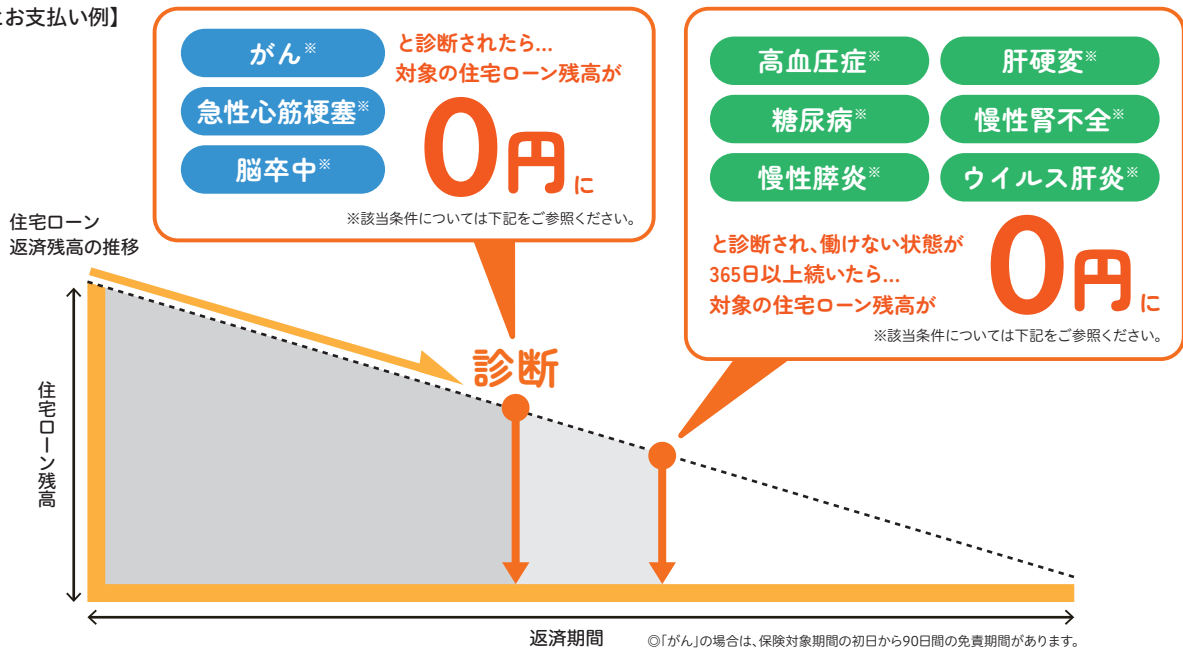 とお支払い例】
がん※
急性心筋梗塞※
脳卒中※
と診断されたら…
対象の住宅ローン残高が
0円に
※該当条件については下記をご参照ください。
高血圧症※
肝硬変※
糖尿病※
慢性腎不全※
慢性膵炎※
ウイルス肝炎※
と診断され、働けない状態が
365日以上続いたら…
対象の住宅ローン残高が
0円に
※該当条件については下記をご参照ください。
住宅ローン
返済残高の推移
診断
住宅ローン残高
返済期間
◎「がん」の場合は、保険対象期間の初日から90日間の免責期間があります。